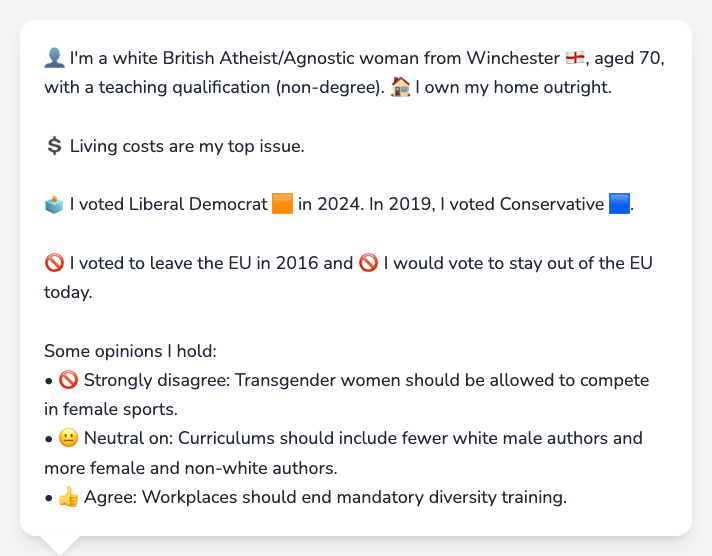 👤 I'm a white British Atheist/Agnostic woman from Winchester 🏴󠁧󠁢󠁥󠁮󠁧󠁿, aged 70,
with a teaching qualification (non-degree). 🏠 I own my home outright.
💲 Living costs are my top issue.
🗳️ I voted Liberal Democrat 🟧 in 2024. In 2019, I voted Conservative 🟦.
🚫 I voted to leave the EU in 2016 and 🚫 I would vote to stay out of the EU
today.
Some opinions I hold:
• 🚫 Strongly disagree: Transgender women should be allowed to compete
in female sports.
• 😐 Neutral on: Curriculums should include fewer white male authors and
more female and non-white authors.
• 👍 Agree: Workplaces should end mandatory diversity training.